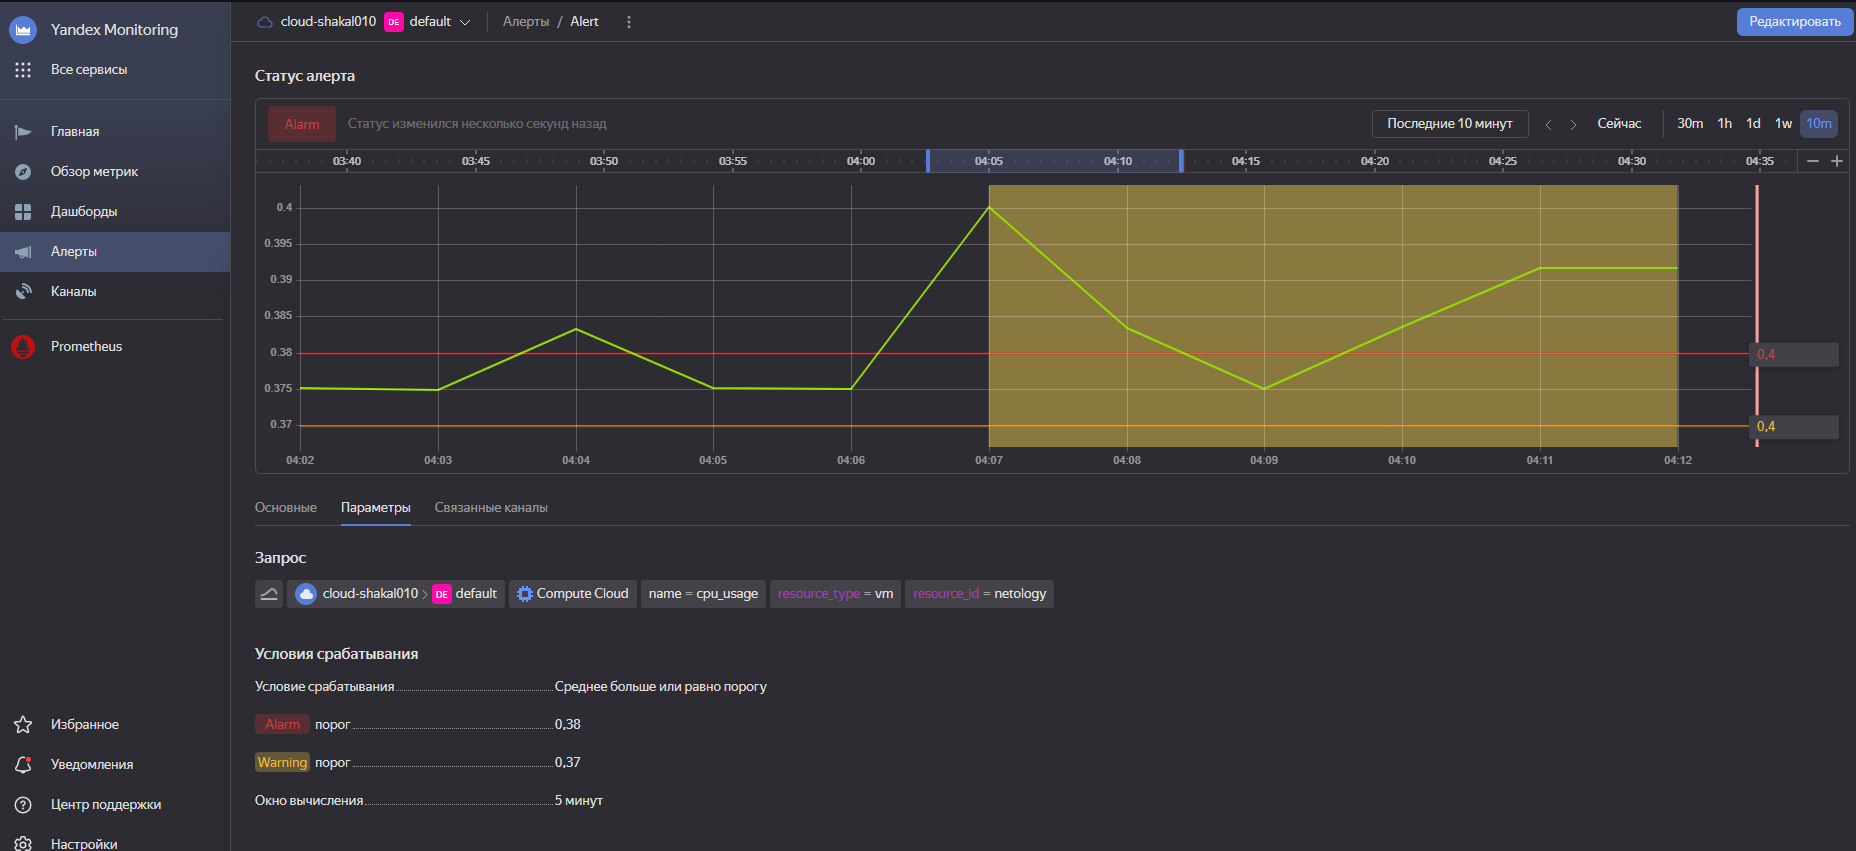 Yandex Monitoring
Все сервисы
Главная
Обзор метрик
Дашборды
Алерты
Каналы
Prometheus
Избранное
Уведомления
Центр поддержки
Настройки
cloud-shakal010 DE default Алерты / Alert
Редактировать
Статус алерта
Alarm Статус изменился несколько секунд назад
Последние 10 минут Сейчас 30m 1h 1d 1w 10m
03:40 03:45 03:50 03:55 04:00 04:05 04:10 04:15 04:20 04:25 04:30 04:35
0.4
0.395
0.39
0.385
0.38
0.375
0.37
0,4
0,4
04:02 04:03 04:04 04:05 04:06 04:07 04:08 04:09 04:10 04:11 04:12
Основные Параметры Связанные каналы
Запрос
cloud-shakal010 > DE default Compute Cloud name = cpu_usage resource_type = vm resource_id = netology
Условия срабатывания
Условие срабатывания Среднее больше или равно порогу
Alarm порог 0,38
Warning порог 0,37
Окно вычисления 5 минут